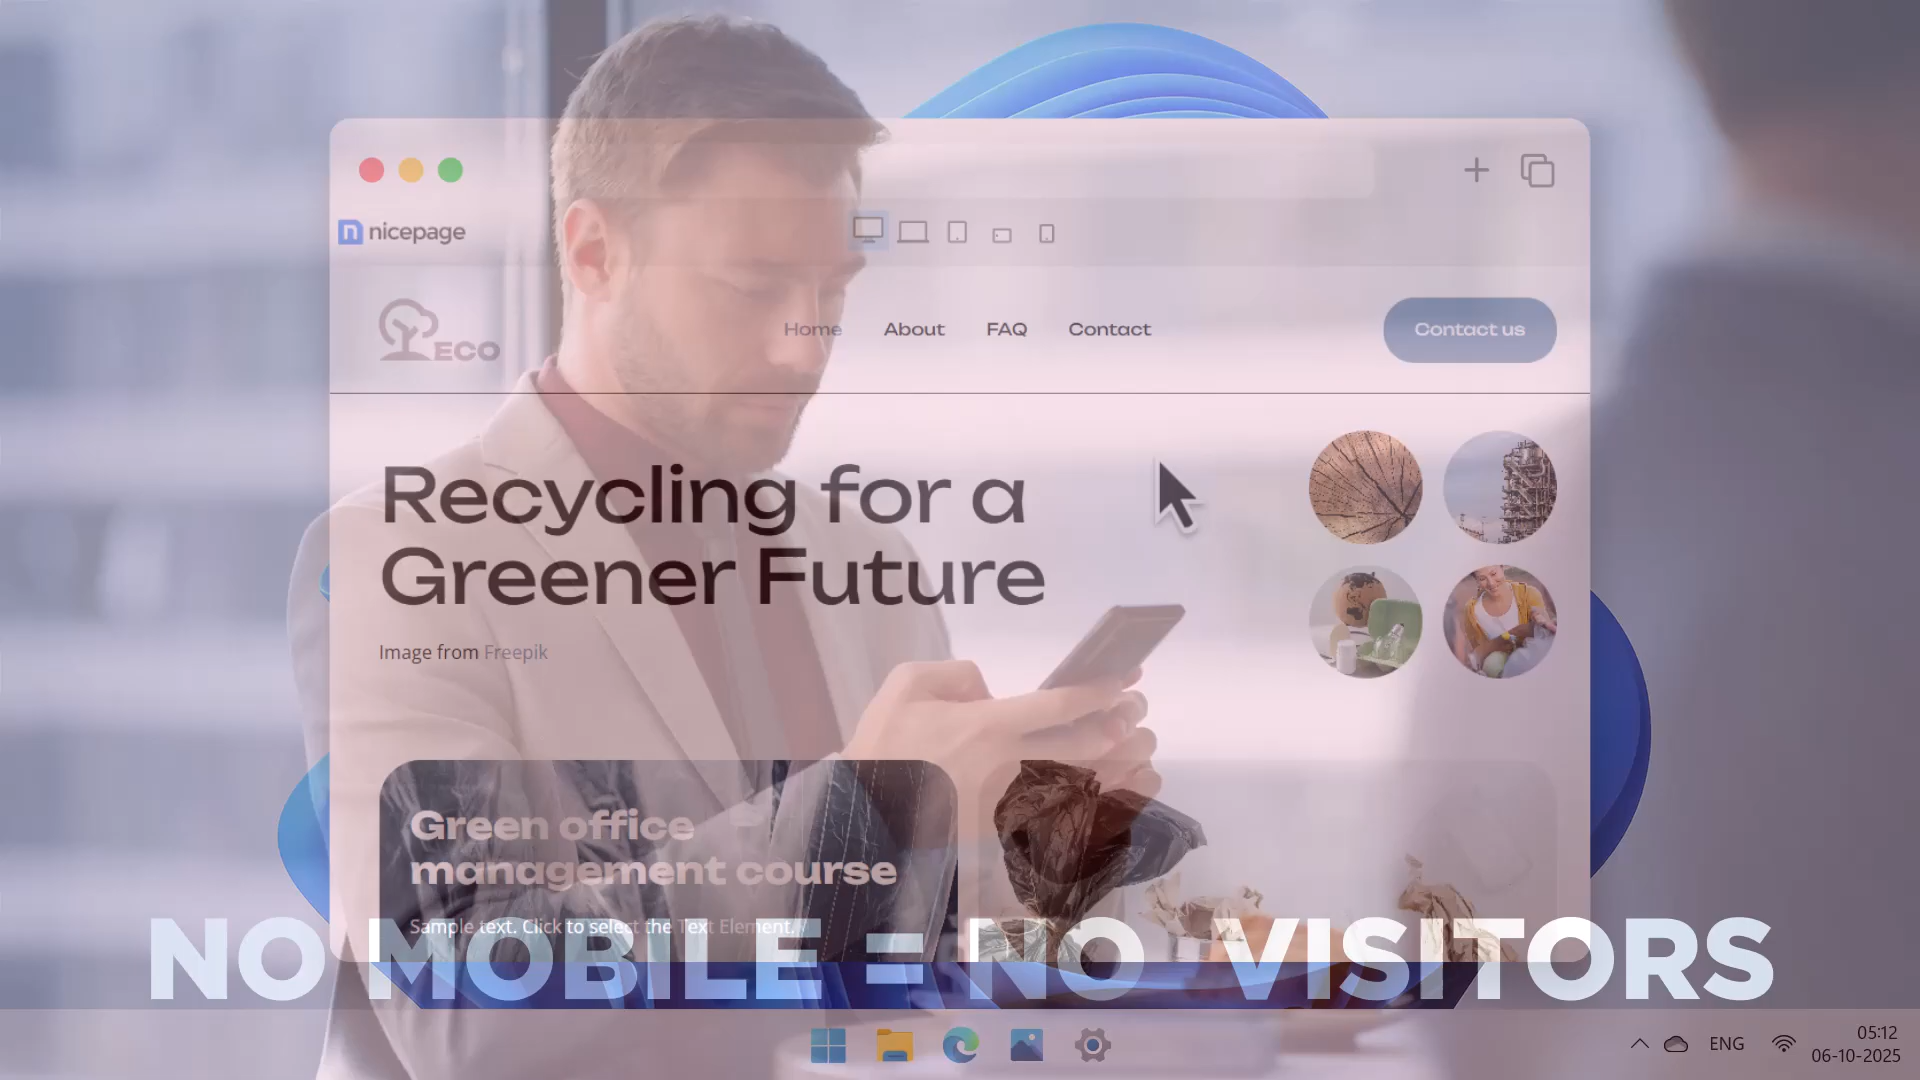 nicepage
ECO
Home
About
FAQ
Contact
Contact us
Recycling for a
Greener Future
Image from Freepik
Green office
management course
Sample text. Click to select the Text Element.
NO MOBILE = NO VISITORS
ENG
05:12
06-10-2025